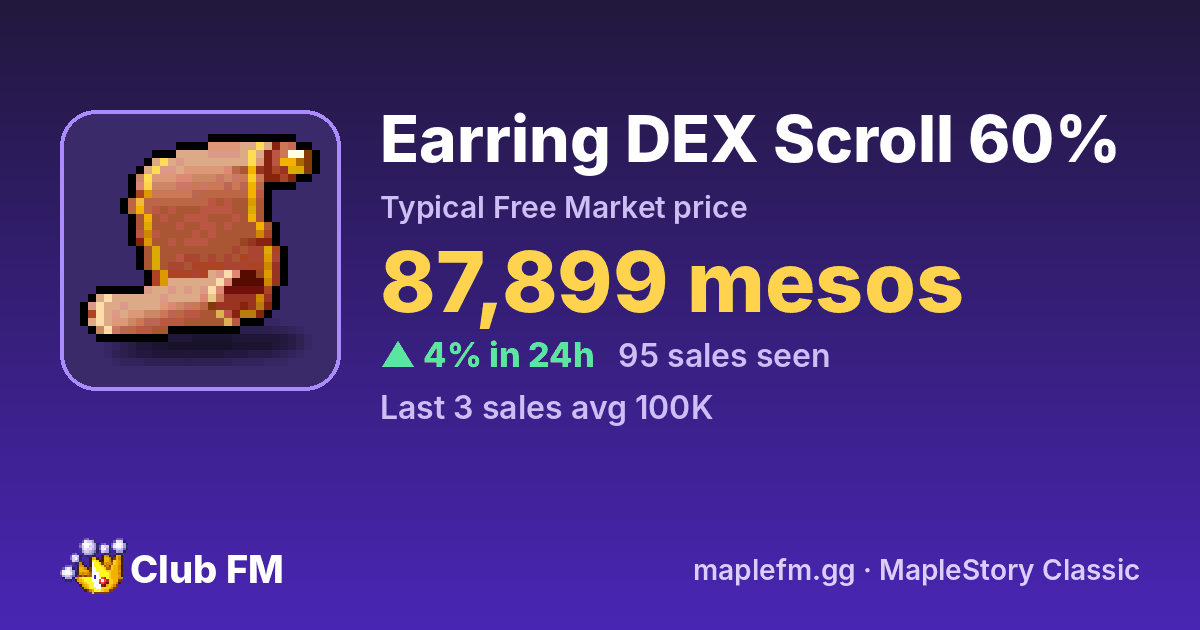 Earring DEX Scroll 60%
Typical Free Market price
87,899 mesos
▲ 4% in 24h 95 sales seen
Last 3 sales avg 100K
Club FM
maplefm.gg · MapleStory Classic